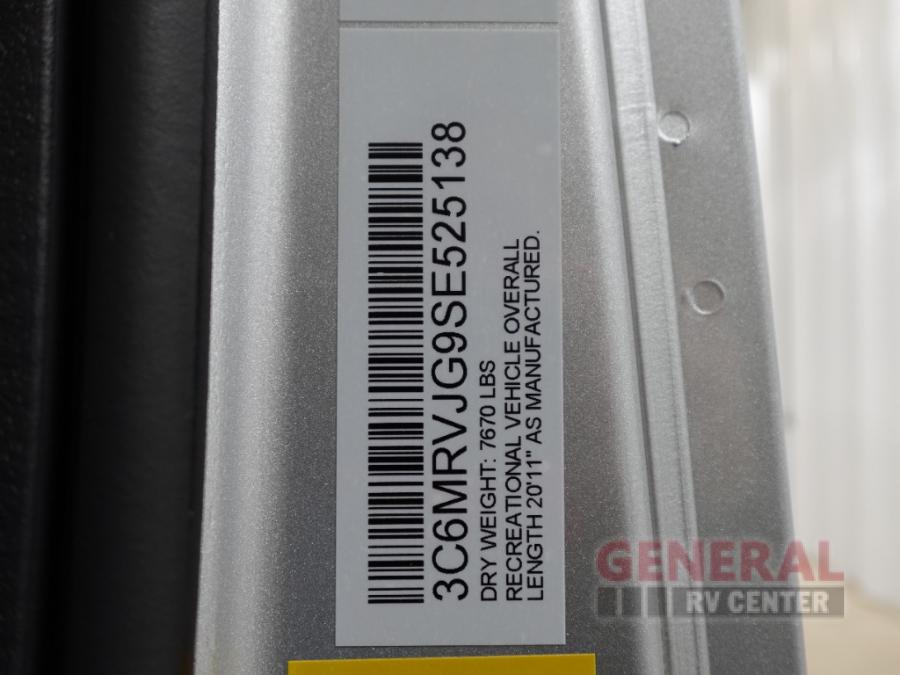 3C6MRVJG9SE525138
DRY WEIGHT: 7670 LBS
RECREATIONAL VEHICLE OVERALL
LENGTH 20'11" AS MANUFACTURED.
GENERAL
RV CENTER